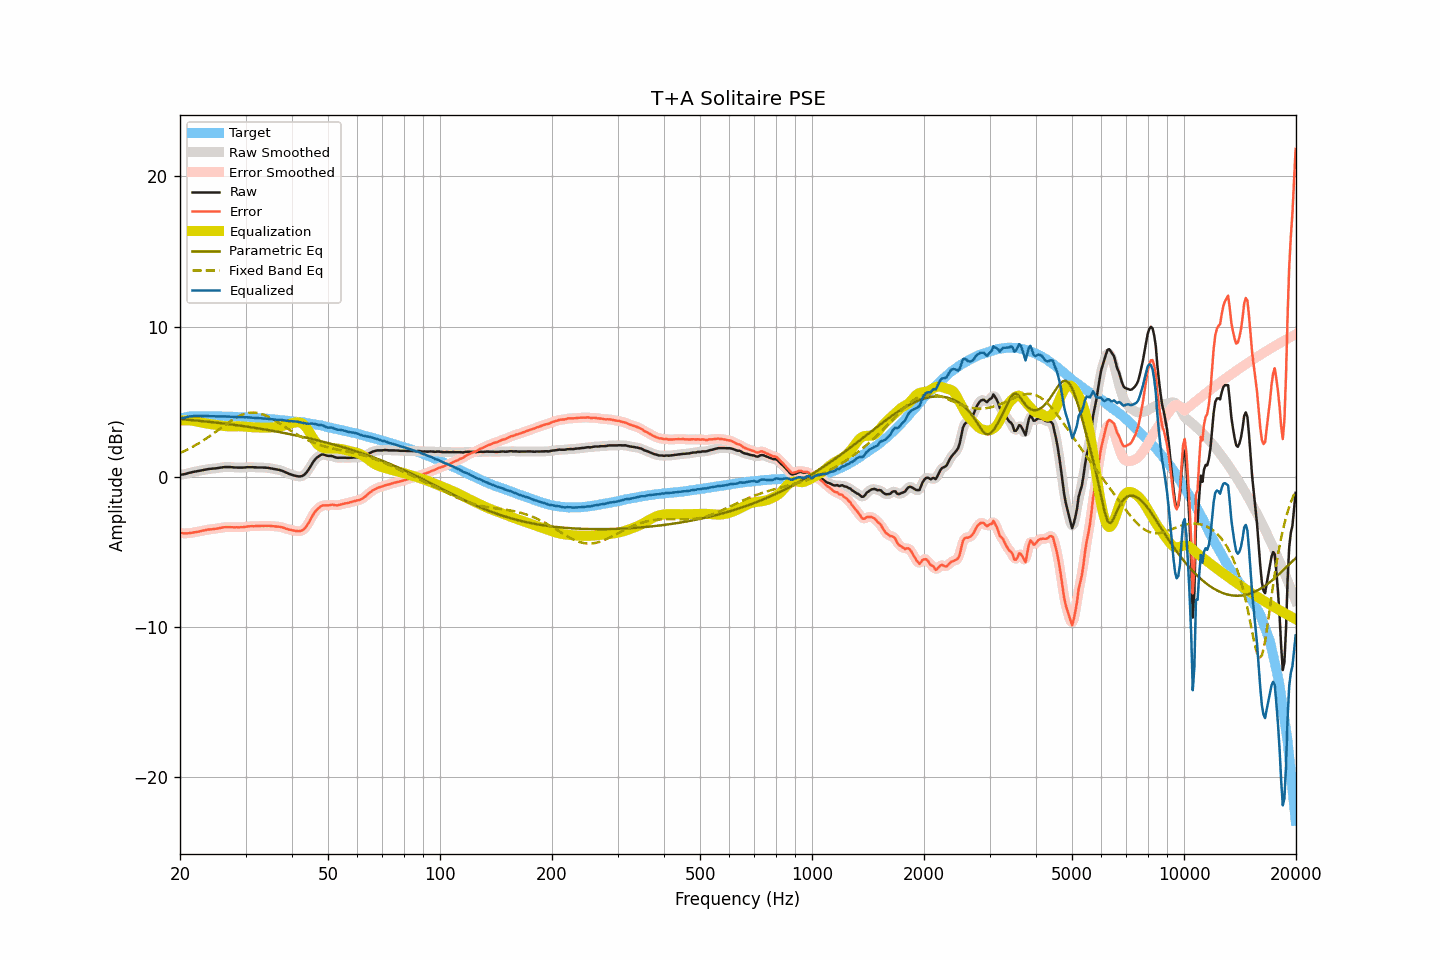 T+A Solitaire PSE
Target
Raw Smoothed
Error Smoothed
Raw
Error
Equalization
Parametric Eq
Fixed Band Eq
Equalized
20
10
0
−10
−20
Amplitude (dBr)
20
50
100
200
500
1000
2000
5000
10000
20000
Frequency (Hz)